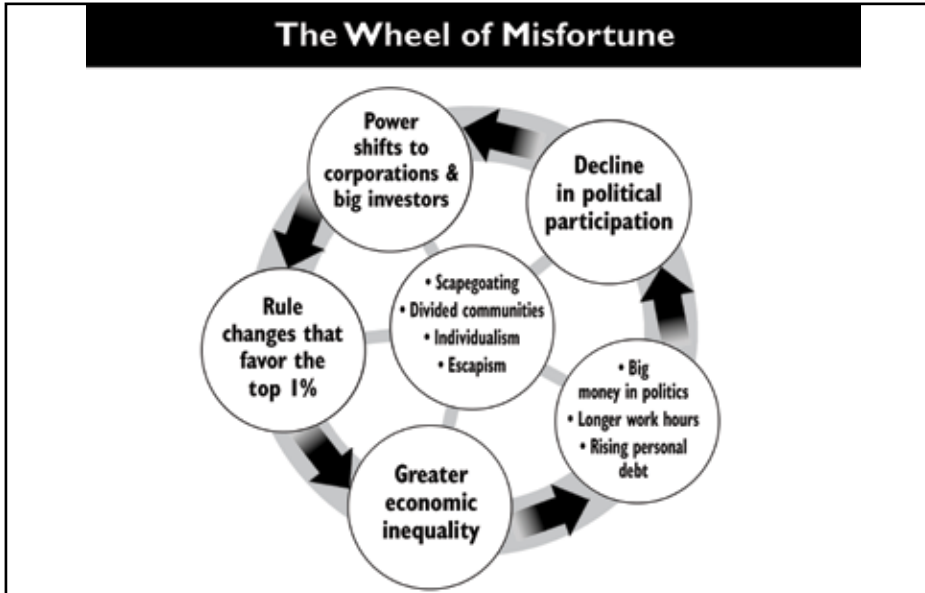 The Wheel of Misfortune
Power
shifts to
corporations &
big investors
Decline
in political
participation
• Scapegoating
• Divided communities
• Individualism
• Escapism
Rule
changes that
favor the
top 1%
• Big
money in politics
• Longer work hours
• Rising personal
debt
Greater
economic
inequality